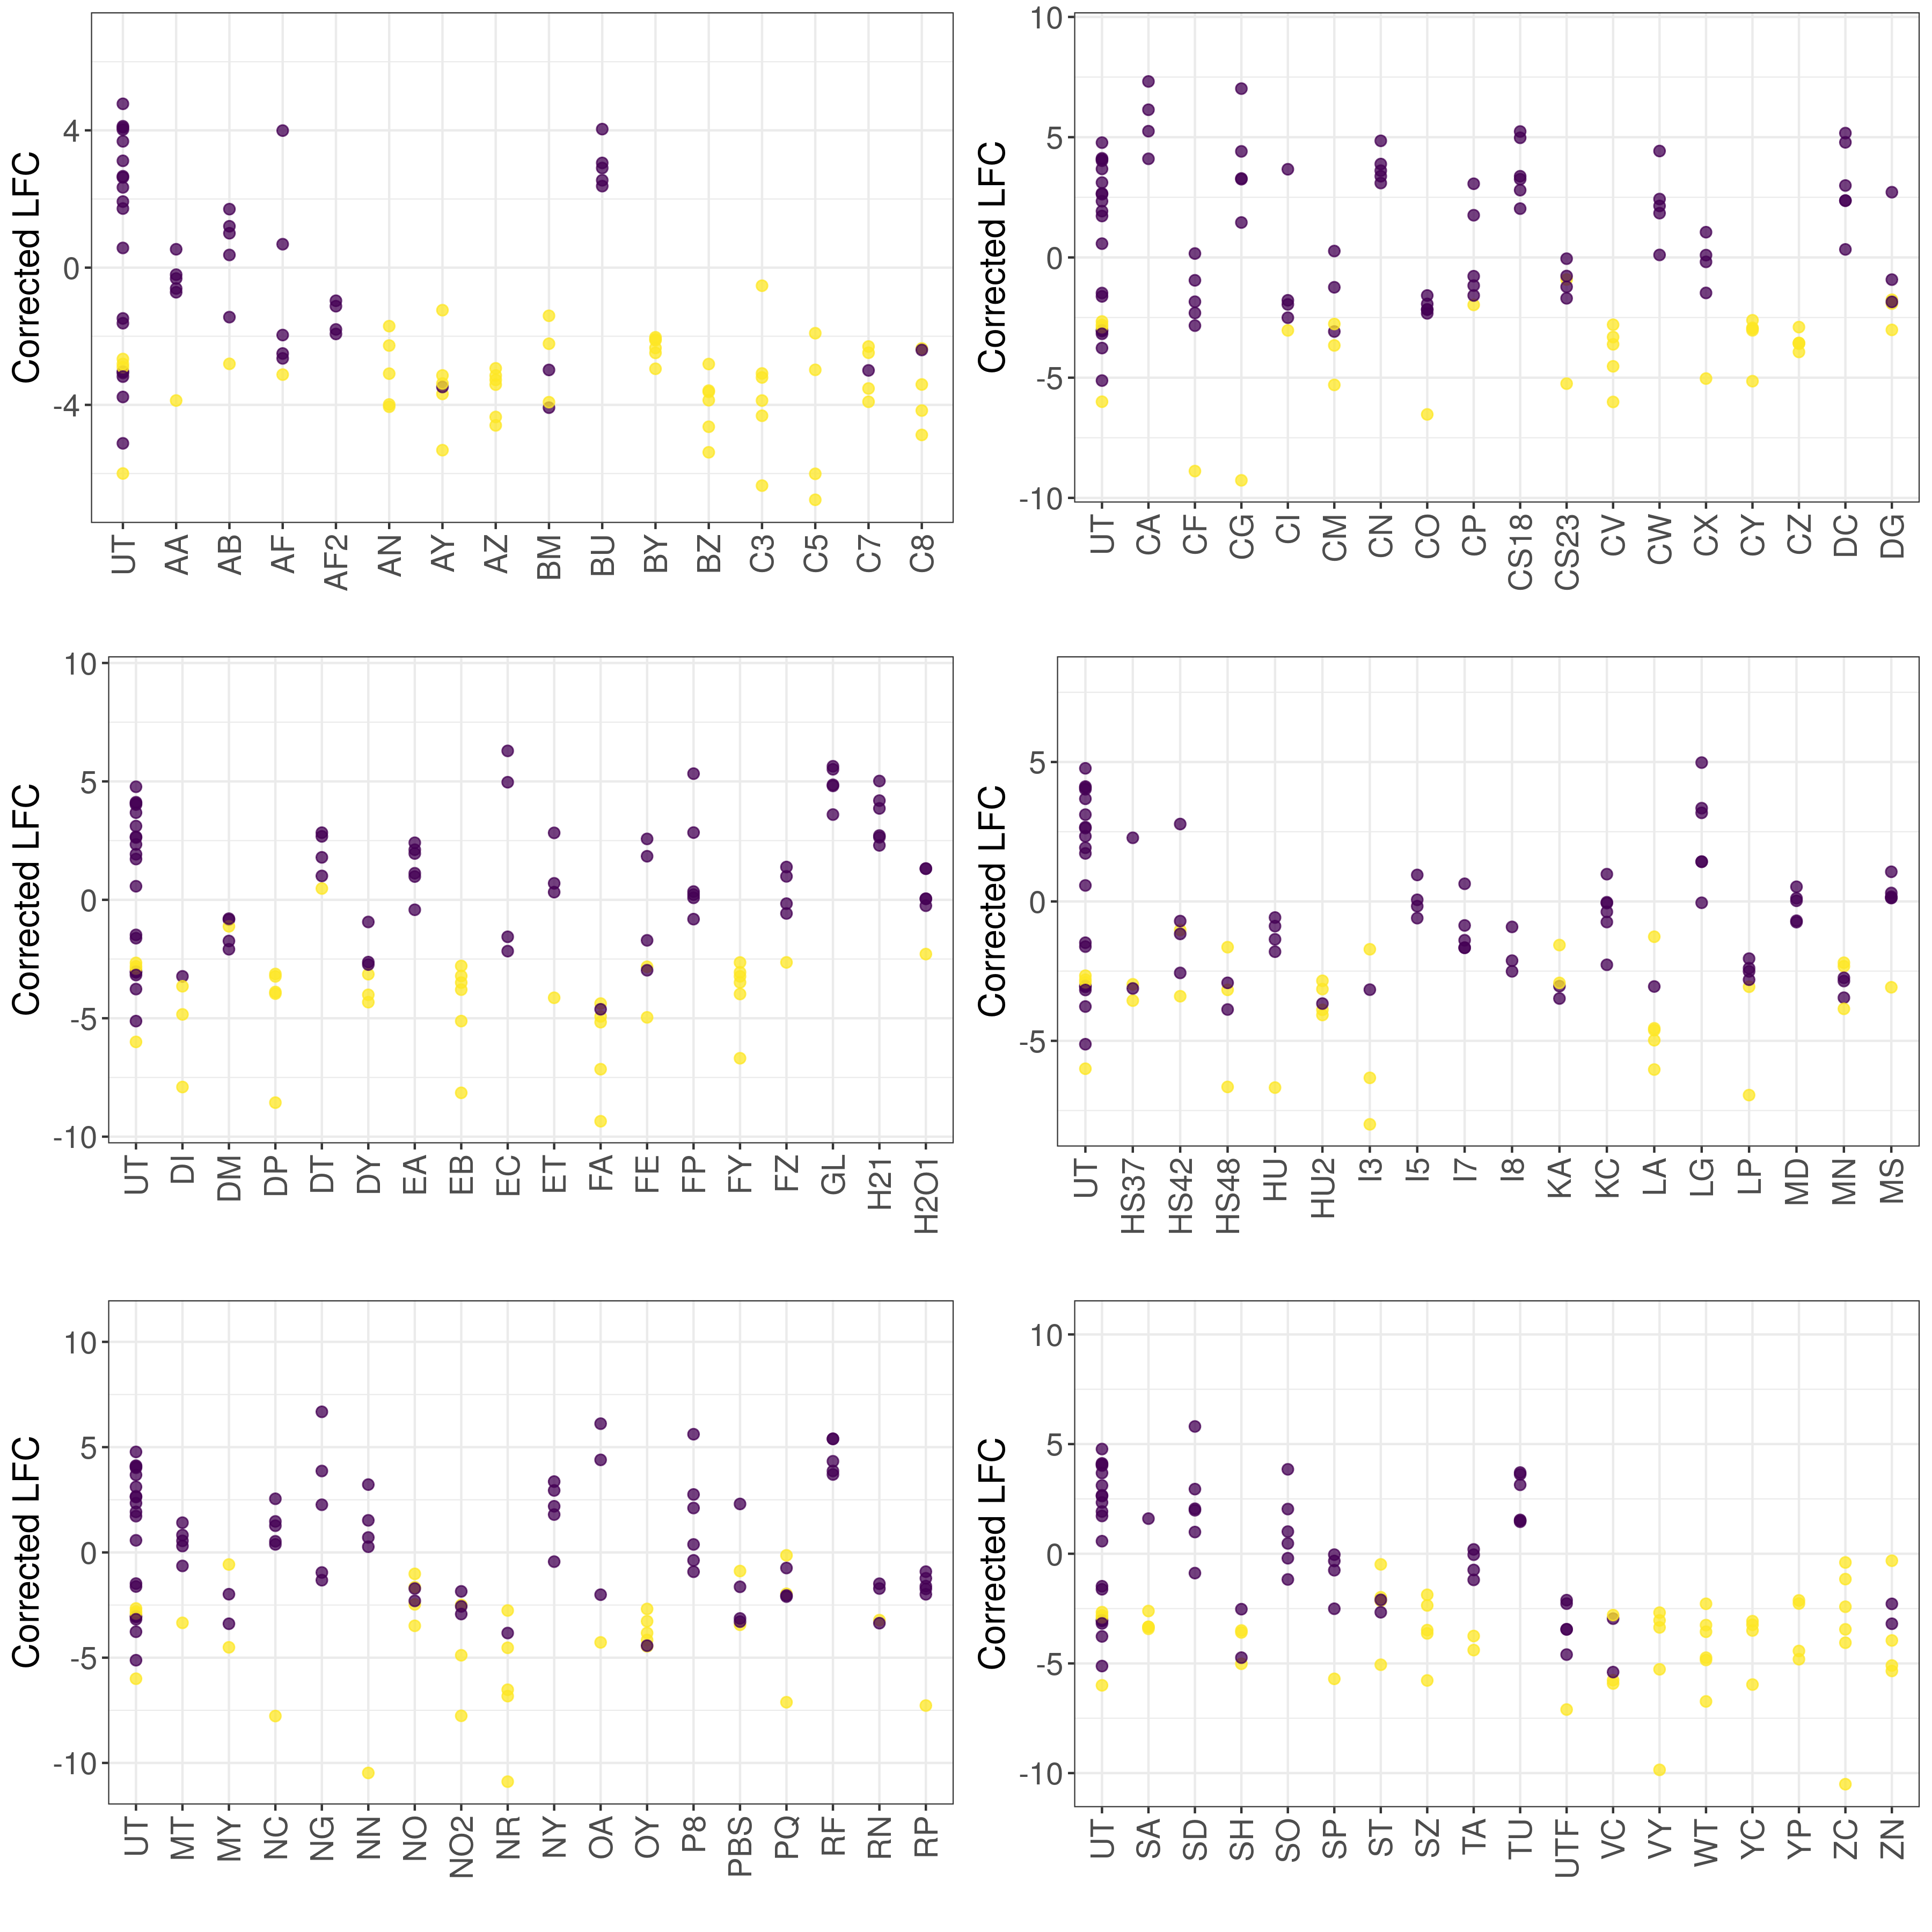 Corrected LFC
4
0
-4
UT AA AB AF AF2 AN AY AZ BM BU BY BZ C3 C5 C7 C8
Corrected LFC
10
5
0
-5
-10
UT CA CF CG CI CM CN CO CP CS18 CS23 CV CW CX CY CZ DC DG
Corrected LFC
10
5
0
-5
-10
UT DI DM DP DT DY EA EB EC ET FA FE FP FY FZ GL H21 H2O1
Corrected LFC
5
0
-5
UT HS37 HS42 HS48 HU HU2 I3 I5 I7 I8 KA KC LA LG LP MD MN MS
Corrected LFC
10
5
0
-5
-10
UT MT MY NC NG NN NO NO2 NR NY OA OY P8 PBS PQ RF RN RP
Corrected LFC
10
5
0
-5
-10
UT SA SD SH SO SP ST SZ TA TU UTF VC VY WT YC YP ZC ZN